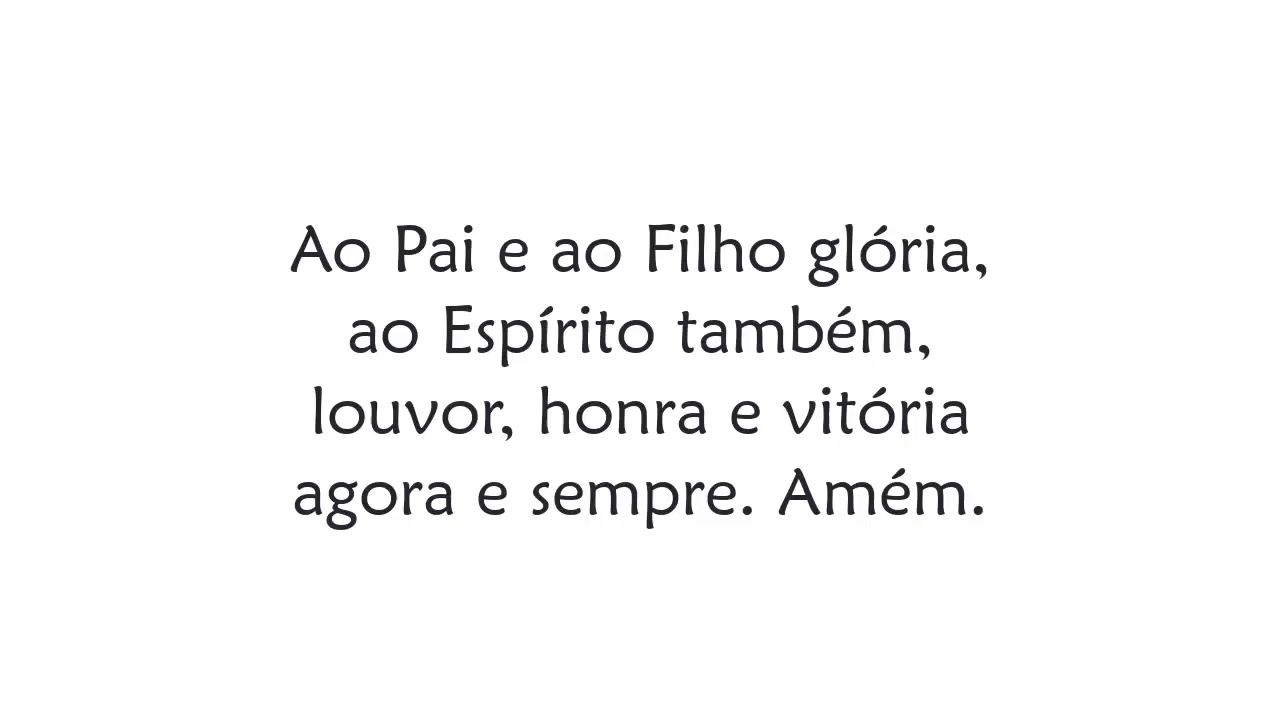 Ao Pai e ao Filho glória,
ao Espírito também,
louvor, honra e vitória
agora e sempre. Amém.